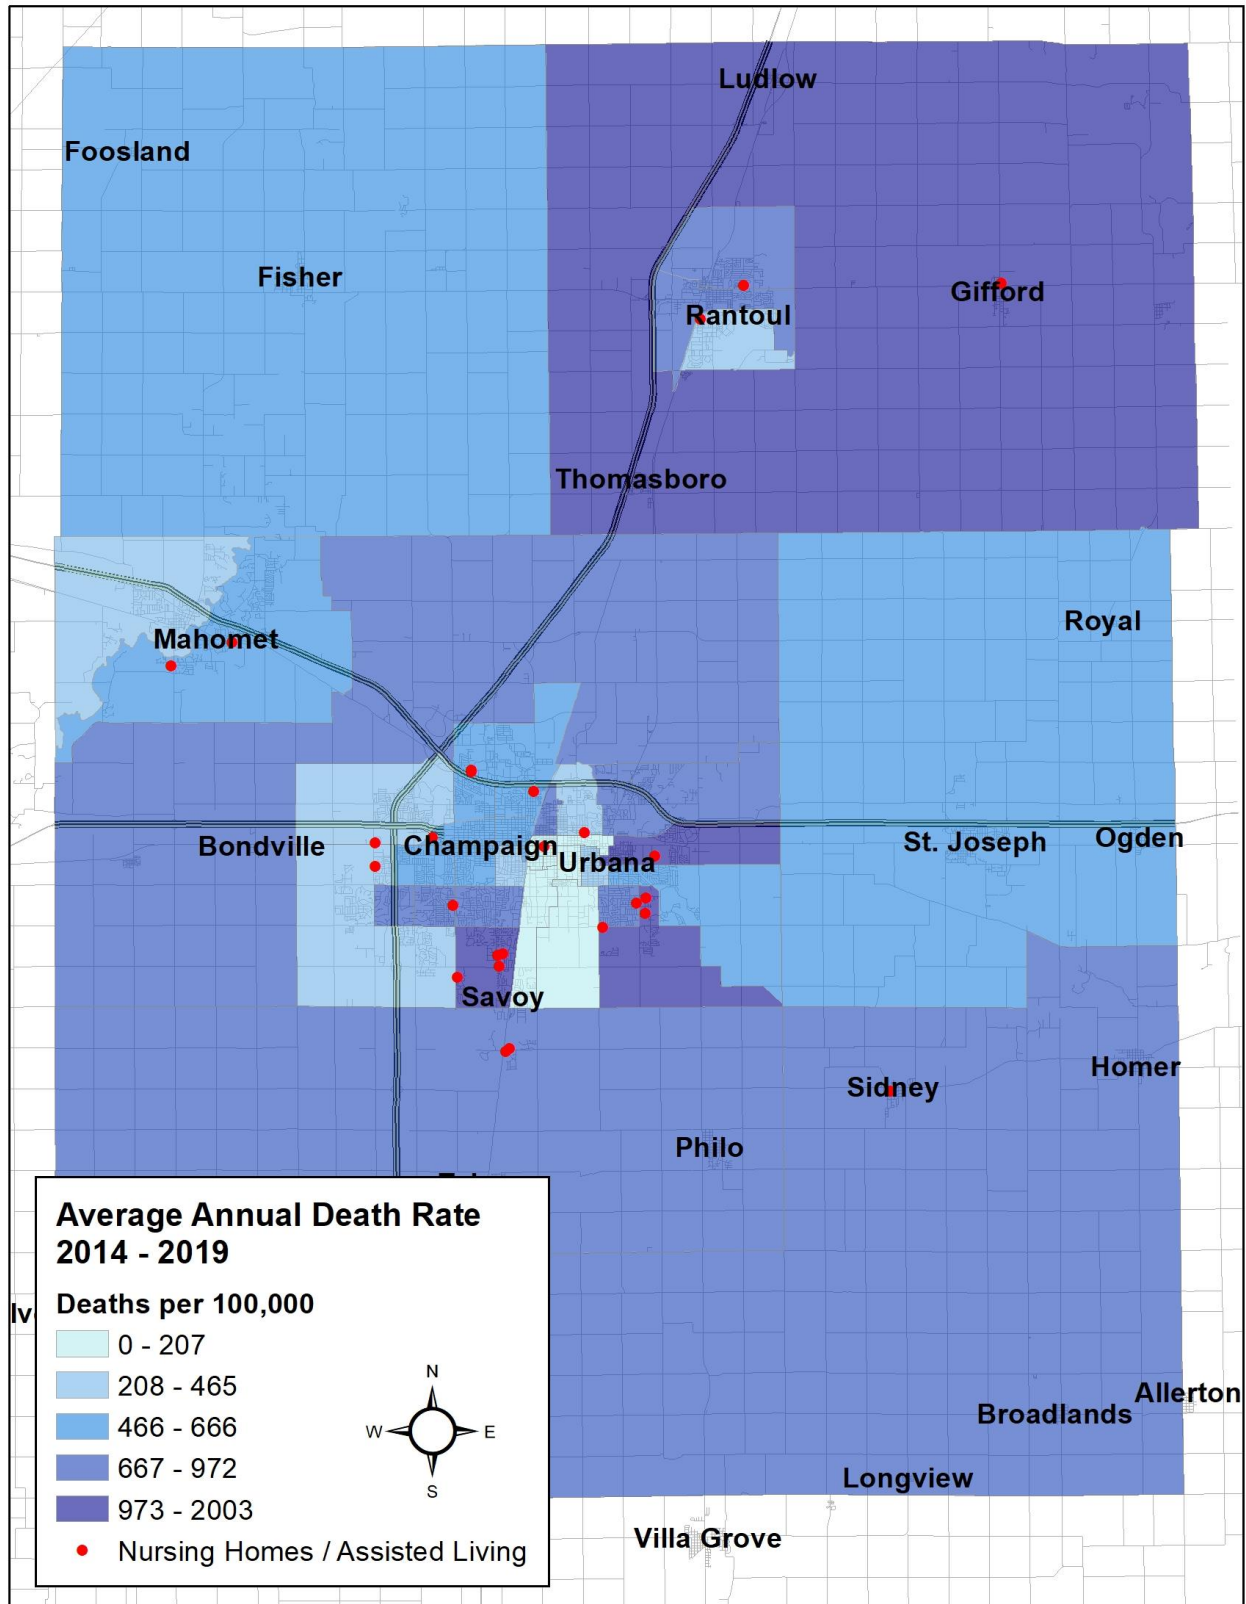 Ludlow
Foosland
Fisher
Gifford
Rantoul
Thomasboro
Royal
Mahomet
Bondville
Champaign
St. Joseph
Ogden
Urbana
Savoy
Homer
Sidney
Philo
Average Annual Death Rate
2014 - 2019
Deaths per 100,000
0 - 207
208 - 465
466 - 666
667 - 972
973 - 2003
Nursing Homes / Assisted Living
N
W
E
S
Allerton
Broadlands
Longview
Villa Grove